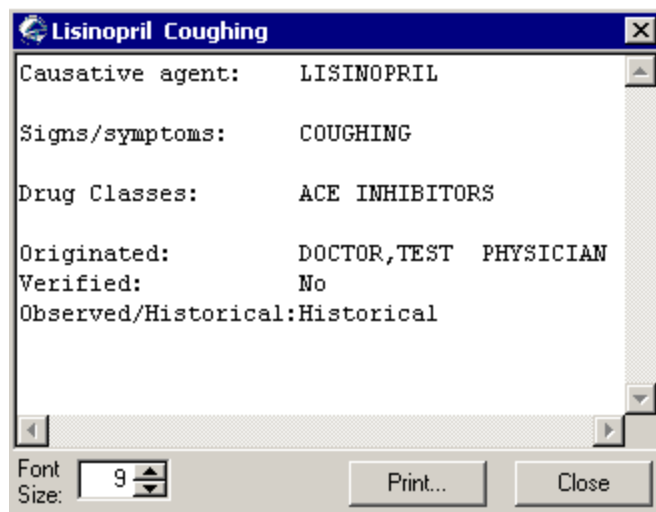 Lisinopril Coughing
Causative agent: LISINOPRIL
Signs/symptoms: COUGHING
Drug Classes: ACE INHIBITORS
Originated: DOCTOR,TEST PHYSICIAN
Verified: No
Observed/Historical:Historical
Font
Size: 9
Print...
Close